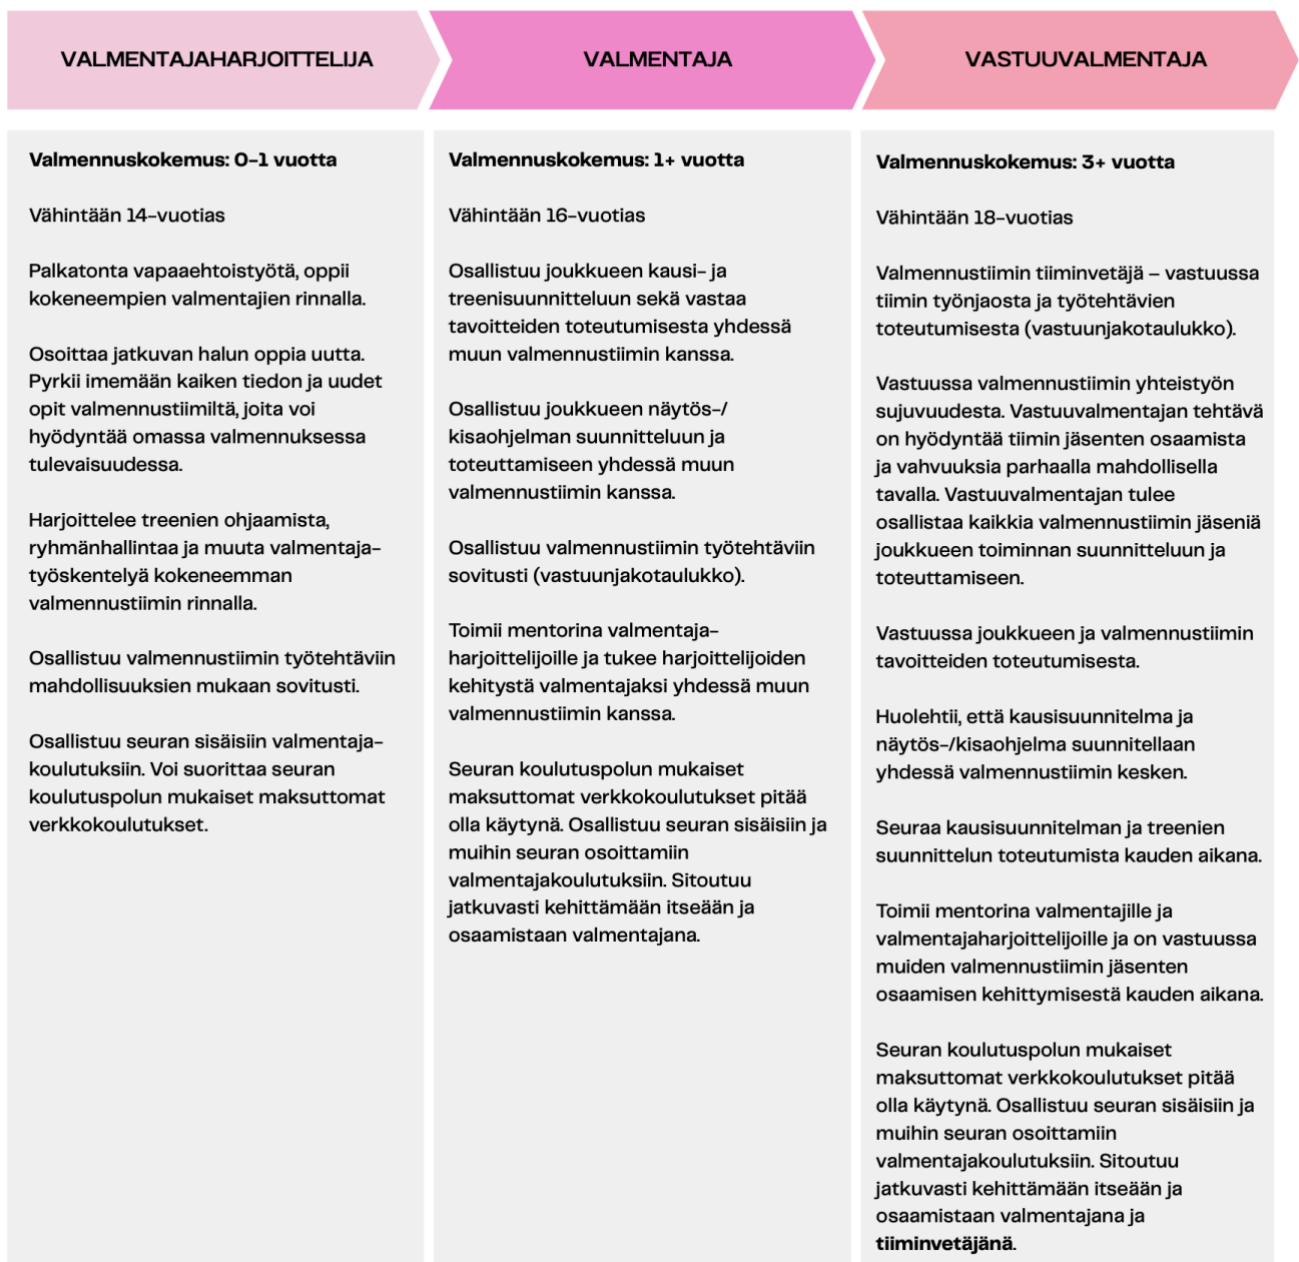 VALMENTAJAHARJOITTELIJA
VALMENTAJA
VASTUUVALMENTAJA
Valmennuskokemus: 0-1 vuotta
Vähintään 14-vuotias
Palkatonta vapaaehtoistyötä, oppii
kokeneempien valmentajien rinnalla.
Osoittaa jatkuvan halun oppia uutta.
Pyrkii imemään kaiken tiedon ja uudet
opit valmennustiimiltä, joita voi
hyödyntää omassa valmennuksessa
tulevaisuudessa.
Harjoittelee treenien ohjaamista,
ryhmänhallintaa ja muuta valmentaja-
työskentelyä kokeneemman
valmennustiimin rinnalla.
Osallistuu valmennustiimin työtehtäviin
mahdollisuuksien mukaan sovitusti.
Osallistuu seuran sisäisiin valmentaja-
koulutuksiin. Voi suorittaa seuran
koulutuspolun mukaiset maksuttomat
verkkokoulutukset.
Valmennuskokemus: 1+ vuotta
Vähintään 16-vuotias
Osallistuu joukkueen kausi- ja
treenisuunnitteluun sekä vastaa
tavoitteiden toteutumisesta yhdessä
muun valmennustiimin kanssa.
Osallistuu joukkueen näytös-/
kisaohjelman suunnitteluun ja
toteuttamiseen yhdessä muun
valmennustiimin kanssa.
Osallistuu valmennustiimin työtehtäviin
sovitusti (vastuunjakotaulukko).
Toimii mentorina valmentaja-
harjoittelijoille ja tukee harjoittelijoiden
kehitystä valmentajaksi yhdessä muun
valmennustiimin kanssa.
Seuran koulutuspolun mukaiset
maksuttomat verkkokoulutukset pitää
olla käytynä. Osallistuu seuran sisäisiin ja
muihin seuran osoittamiin
valmentajakoulutuksiin. Sitoutuu
jatkuvasti kehittämään itseään ja
osaamistaan valmentajana.
Valmennuskokemus: 3+ vuotta
Vähintään 18-vuotias
Valmennustiimin tiiminvetäjä – vastuussa
tiimin työnjaosta ja työtehtävien
toteutumisesta (vastuunjakotaulukko).
Vastuussa valmennustiimin yhteistyön
sujuvuudesta. Vastuuvalmentajan tehtävä
on hyödyntää tiimin jäsenten osaamista
ja vahvuuksia parhaalla mahdollisella
tavalla. Vastuuvalmentajan tulee
osallistaa kaikkia valmennustiimin jäseniä
joukkueen toiminnan suunnitteluun ja
toteuttamiseen.
Vastuussa joukkueen ja valmennustiimin
tavoitteiden toteutumisesta.
Huolehtii, että kausisuunnitelma ja
näytös-/kisaohjelma suunnitellaan
yhdessä valmennustiimin kesken.
Seuraa kausisuunnitelman ja treenien
suunnittelun toteutumista kauden aikana.
Toimii mentorina valmentajille ja
valmentajaharjoittelijoille ja on vastuussa
muiden valmennustiimin jäsenten
osaamisen kehittymisestä kauden aikana.
Seuran koulutuspolun mukaiset
maksuttomat verkkokoulutukset pitää
olla käytynä. Osallistuu seuran sisäisiin ja
muihin seuran osoittamiin
valmentajakoulutuksiin. Sitoutuu
jatkuvasti kehittämään itseään ja
osaamistaan valmentajana ja
tiiminvetäjänä.